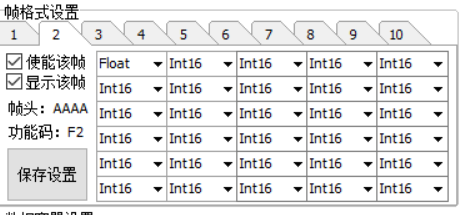 帧格式设置
1 2 3 4 5 6 7 8 9 10
使能该帧 Float Int16 Int16 Int16 Int16
显示该帧 Int16 Int16 Int16 Int16 Int16
帧头: AAAA Int16 Int16 Int16 Int16 Int16
功能码: F2 Int16 Int16 Int16 Int16 Int16
保存设置 Int16 Int16 Int16 Int16 Int16
Int16 Int16 Int16 Int16 Int16